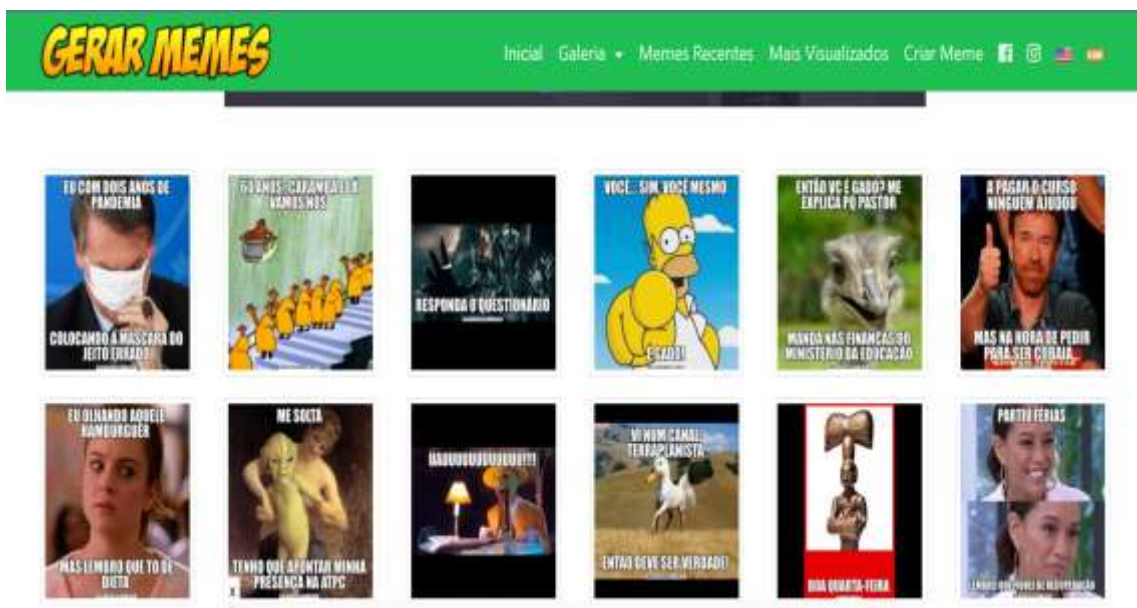 GERAR MEMES
Inicial Galeria Memes Recentes Mais Visualizados Criar Meme
EU COM DOIS ANOS DE
PANDEMIA
COLOCANDO A MASCARA DO
JEITO ERRADO
ANOS, CARAMBA
VAMOS NÓS
RESPONDA O QUESTIONÁRIO
VOCÊ... SIM, VOCÊ MESMO
É GADO!
ENTÃO VC É GADO? ME
EXPLICA PQ PASTOR
MANDA NAS FINANÇAS DO
MINISTÉRIO DA EDUCAÇÃO
A PAGAR O CURSO
NINGUEM AJUDOU
MAS NA HORA DE PEDIR
PARA SER COBAIA
EU OLHANDO AQUELE
HAMBURGUER
MAS LEMBRO QUE TO DE
DIETA
ME SOLTA
TENHO QUE APONTAR MINHA
PRESENÇA NA ATPC
VI NUM CANAL
TERRAPLANISTA
ENTÃO DEVE SER VERDADE!
BOA QUARTA-FEIRA
PARTIU FÉRIAS
X